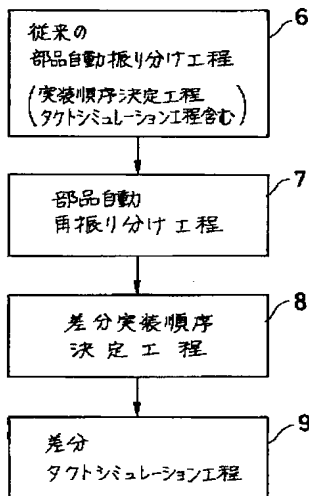 従来の
部品自動振り分け工程
(実装順序決定工程
タクトシミュレーション工程含む)
6
部品自動
再振り分け工程
7
差分実装順序
決定工程
8
差分
タクトシミュレーション工程
9